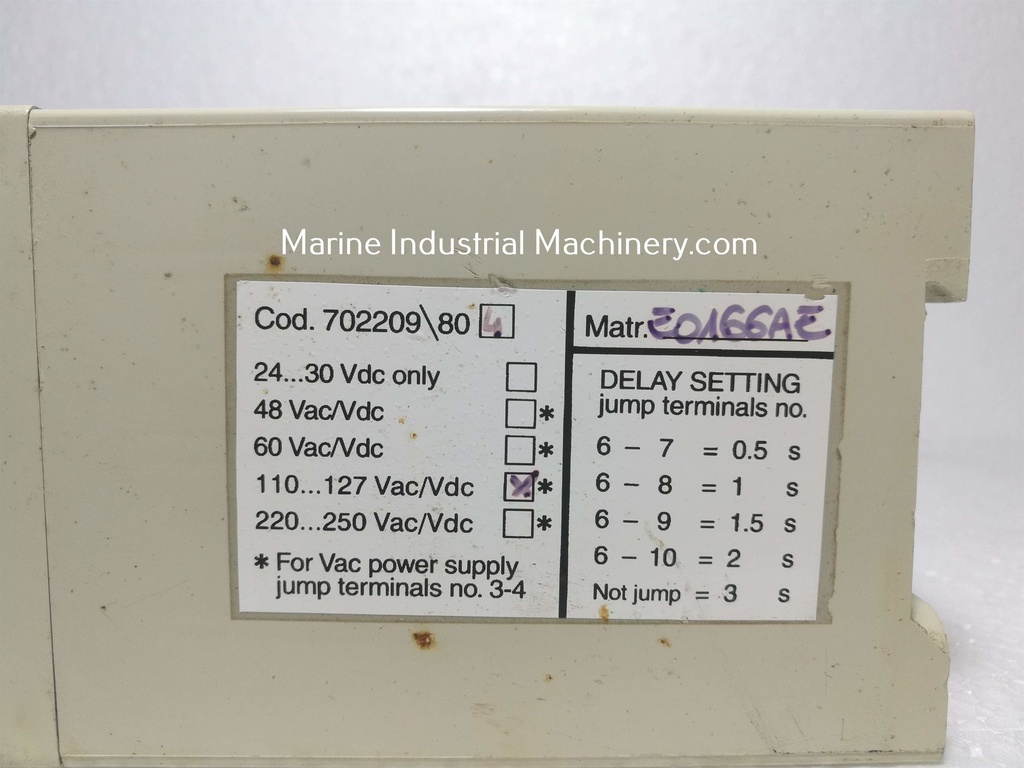 Marine Industrial Machinery.com
Cod. 702209\80 4.
24...30 Vdc only
48 Vac/Vdc *
60 Vac/Vdc *
110...127 Vac/Vdc X *
220...250 Vac/Vdc *
* For Vac power supply
jump terminals no. 3-4
Matr. E0166AE
DELAY SETTING
jump terminals no.
6 – 7 = 0.5 s
6 – 8 = 1 s
6 – 9 = 1.5 s
6 – 10 = 2 s
Not jump = 3 s